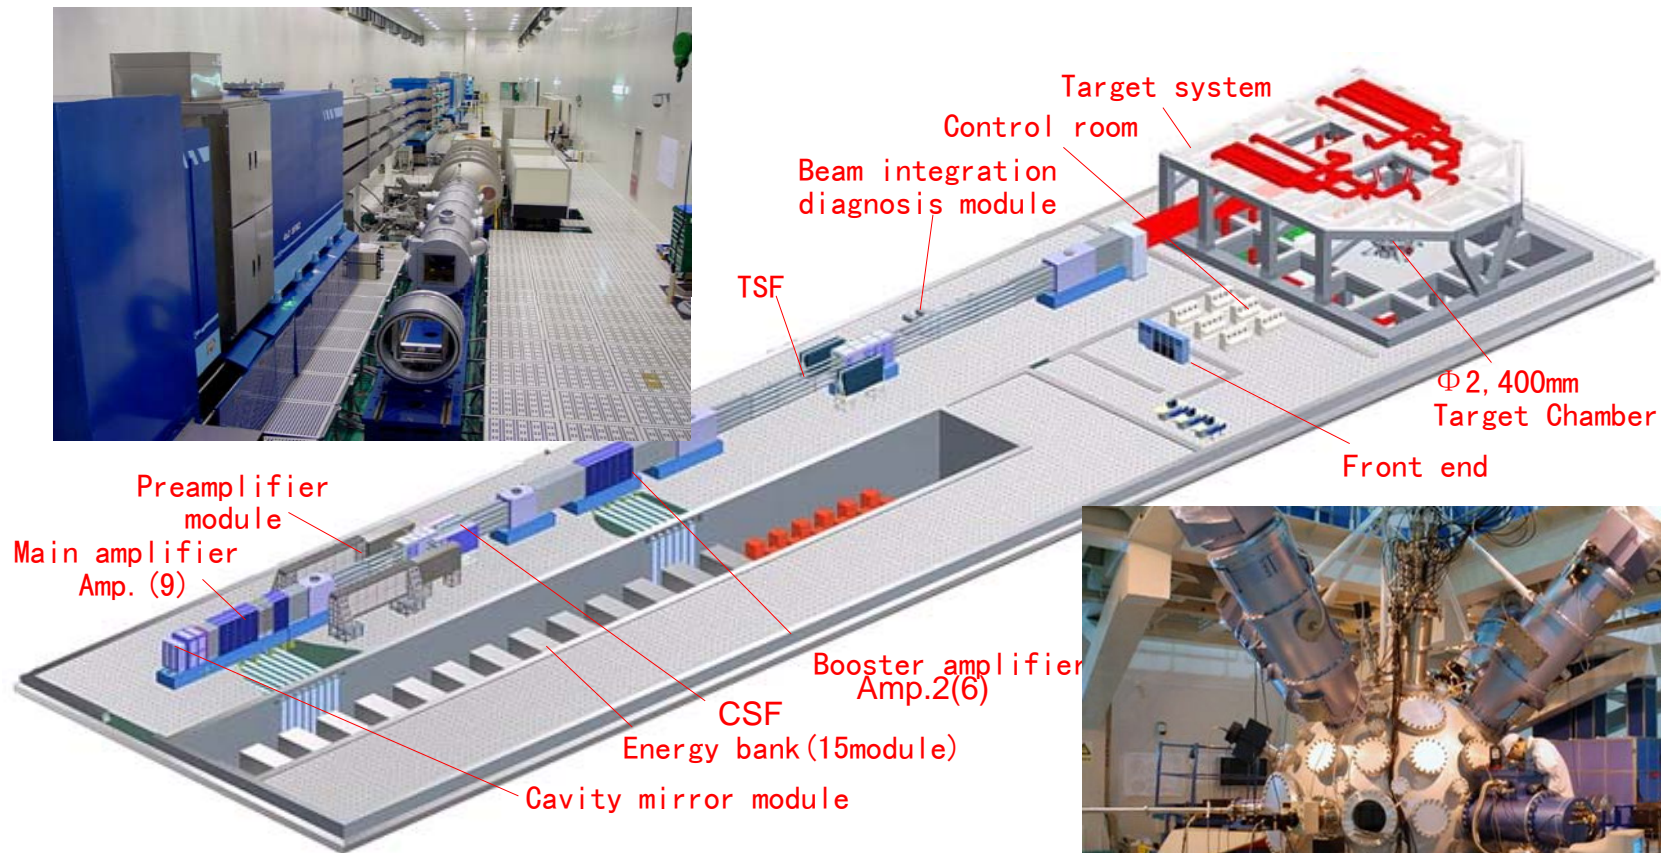 Target system
Control room
Beam integration
diagnosis module
TSF
Φ2,400mm
Target Chamber
Front end
Preamplifier
module
Main amplifier
Amp.(9)
Booster amplifier
Amp.2(6)
CSF
Energy bank(15module)
Cavity mirror module